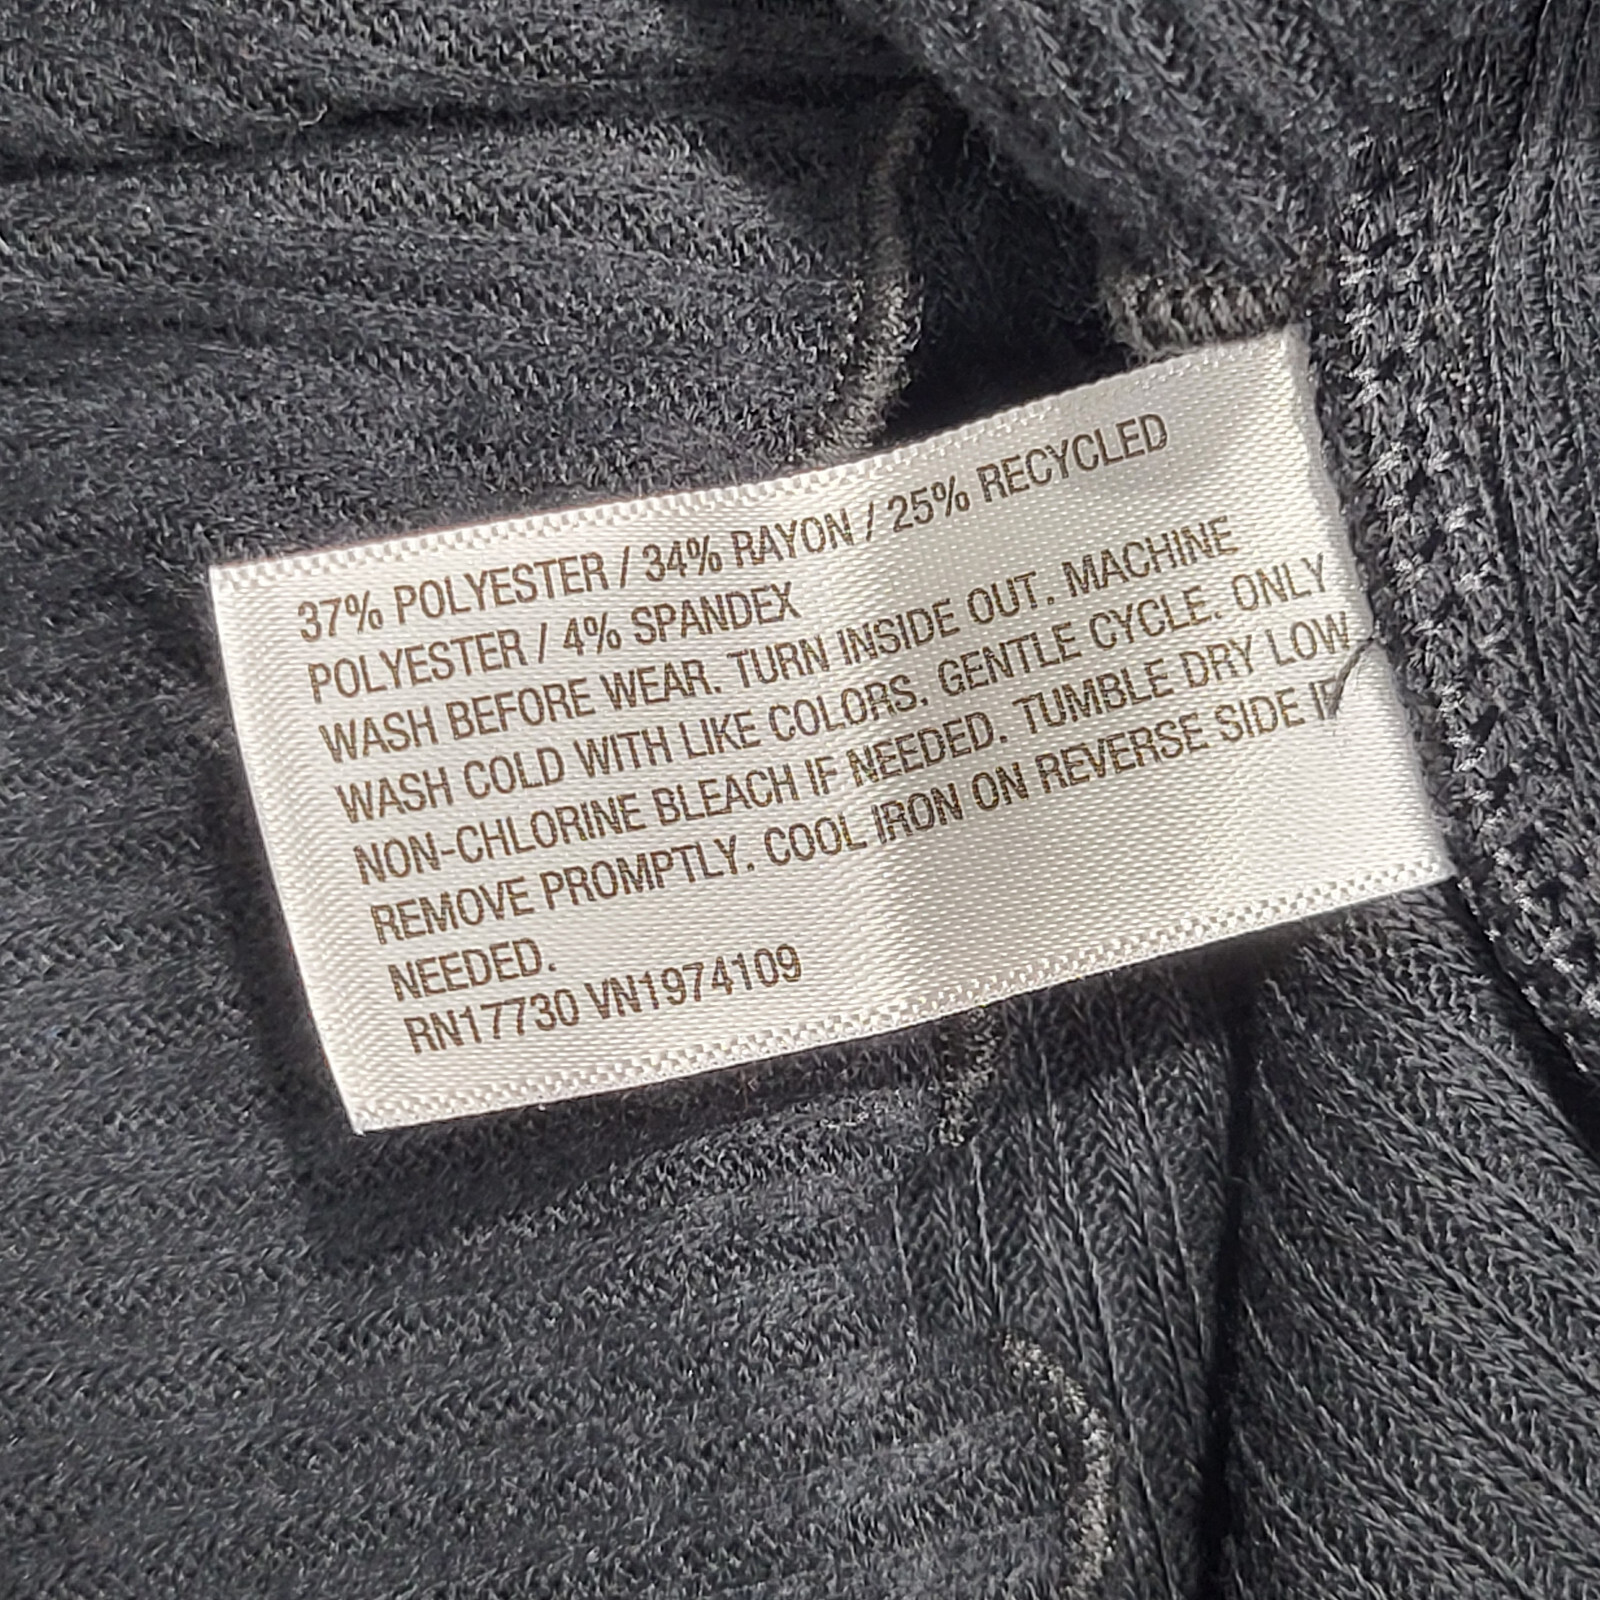 37% POLYESTER / 34% RAYON / 25% RECYCLED
POLYESTER / 4% SPANDEX
WASH BEFORE WEAR. TURN INSIDE OUT. MACHINE
WASH COLD WITH LIKE COLORS. GENTLE CYCLE. ONLY
NON-CHLORINE BLEACH IF NEEDED. TUMBLE DRY LOW
REMOVE PROMPTLY. COOL IRON ON REVERSE SIDE IF
NEEDED.
RN17730 VN1974109